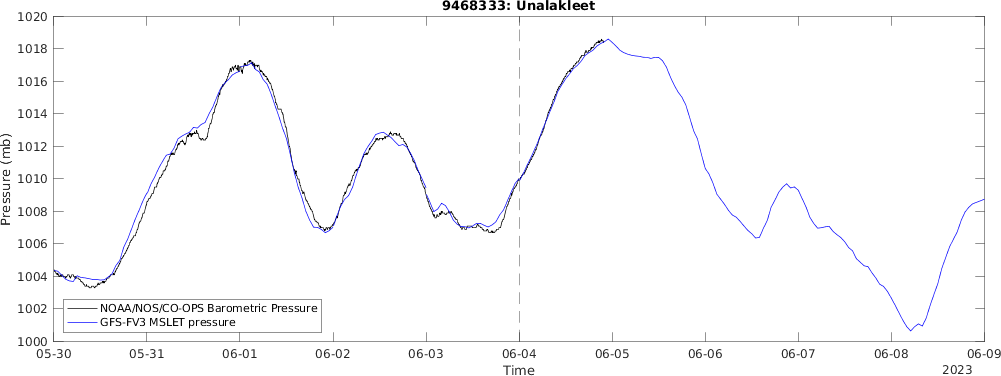 9468333: Unalakleet
1020
1018
1016
1014
1012
1010
1008
1006
1004
1002
1000
Pressure (mb)
NOAA/NOS/CO-OPS Barometric Pressure
GFS-FV3 MSLET pressure
05-30 05-31 06-01 06-02 06-03 06-04 06-05 06-06 06-07 06-08 06-09
Time
2023